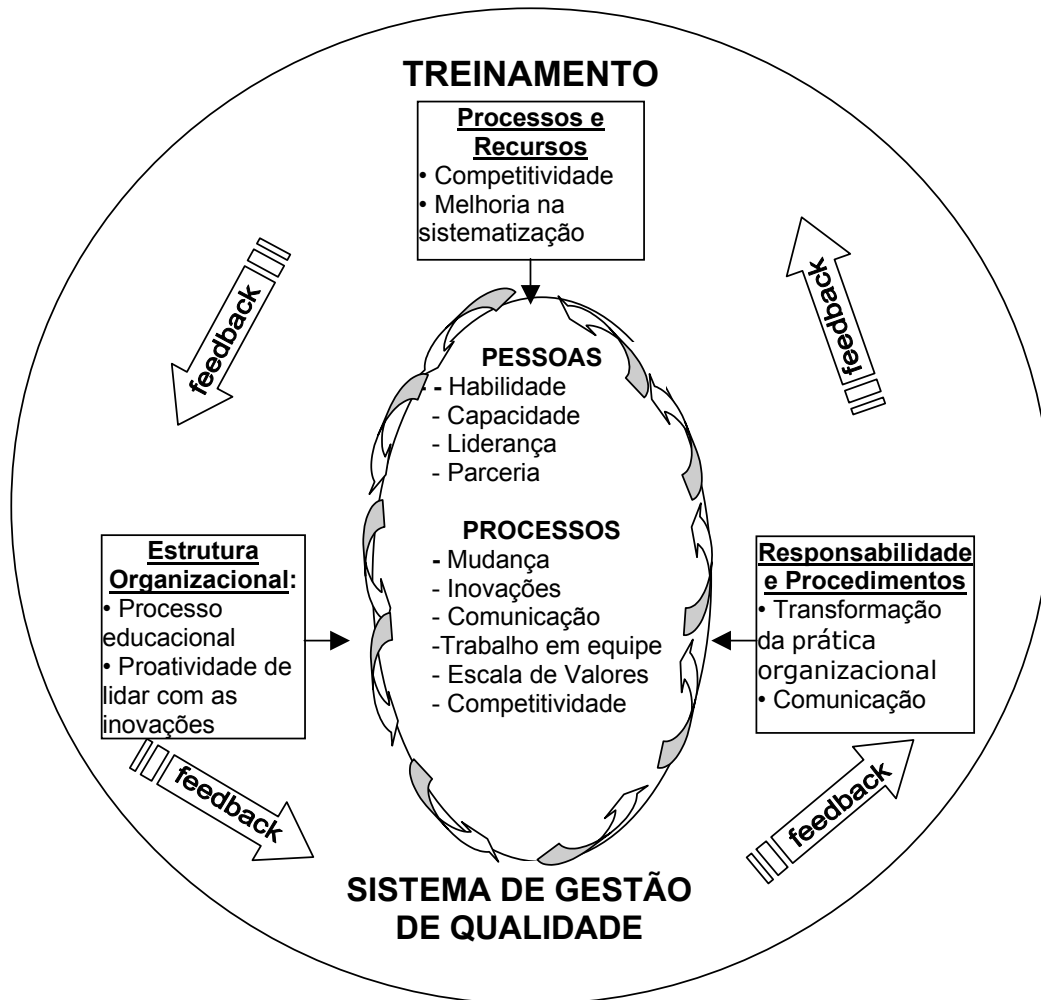 TREINAMENTO
Processos e
Recursos
• Competitividade
• Melhoria na
sistematização
feedback
feedback
PESSOAS
- - Habilidade
- Capacidade
- Liderança
- Parceria
PROCESSOS
- Mudança
- Inovações
- Comunicação
-Trabalho em equipe
- Escala de Valores
- Competitividade
Estrutura
Organizacional:
• Processo
educacional
• Proatividade de
lidar com as
inovações
Responsabilidade
e Procedimentos
• Transformação
da prática
organizacional
• Comunicação
feedback
feedback
SISTEMA DE GESTÃO
DE QUALIDADE